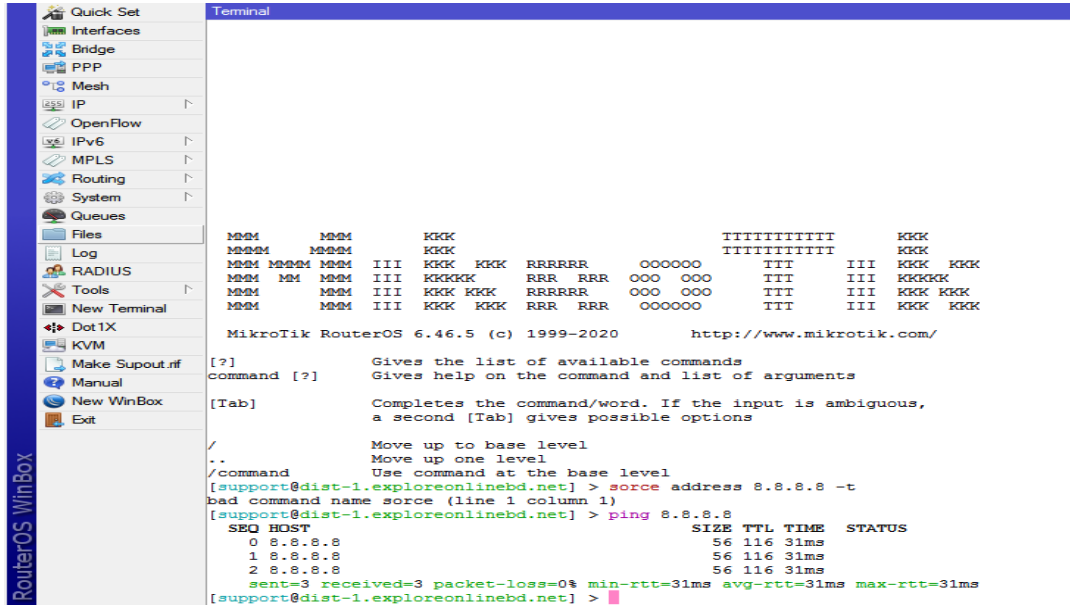 Quick Set
Interfaces
Bridge
PPP
Mesh
IP
OpenFlow
IPv6
MPLS
Routing
System
Queues
Files
Log
RADIUS
Tools
New Terminal
Dot1X
KVM
Make Supout.rif
Manual
New WinBox
Exit
RouterOS WinBox
Terminal
  MMM      MMM       KKK                          TTTTTTTTTTT      KKK
  MMMM    MMMM       KKK                          TTTTTTTTTTT      KKK
  MMM MMMM MMM  III  KKK  KKK  RRRRRR     OOOOOO      TTT     III  KKK  KKK
  MMM  MM  MMM  III  KKKKK     RRR  RRR  OOO  OOO     TTT     III  KKKKK
  MMM      MMM  III  KKK KKK   RRRRRR    OOO  OOO     TTT     III  KKK KKK
  MMM      MMM  III  KKK  KKK  RRR  RRR   OOOOOO      TTT     III  KKK  KKK
  MikroTik RouterOS 6.46.5 (c) 1999-2020       http://www.mikrotik.com/
[?]             Gives the list of available commands
command [?]     Gives help on the command and list of arguments
[Tab]           Completes the command/word. If the input is ambiguous,
                a second [Tab] gives possible options
/               Move up to base level
..              Move up one level
/command        Use command at the base level
[support@dist-1.exploreonlinebd.net] > sorce address 8.8.8.8 -t
bad command name sorce (line 1 column 1)
[support@dist-1.exploreonlinebd.net] > ping 8.8.8.8
  SEQ HOST                                     SIZE TTL TIME  STATUS
    0 8.8.8.8                                    56 116 31ms
    1 8.8.8.8                                    56 116 31ms
    2 8.8.8.8                                    56 116 31ms
    sent=3 received=3 packet-loss=0% min-rtt=31ms avg-rtt=31ms max-rtt=31ms
[support@dist-1.exploreonlinebd.net] >